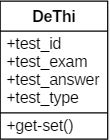 DeThi
+test_id
+test_exam
+test_answer
+test_type
+get-set()